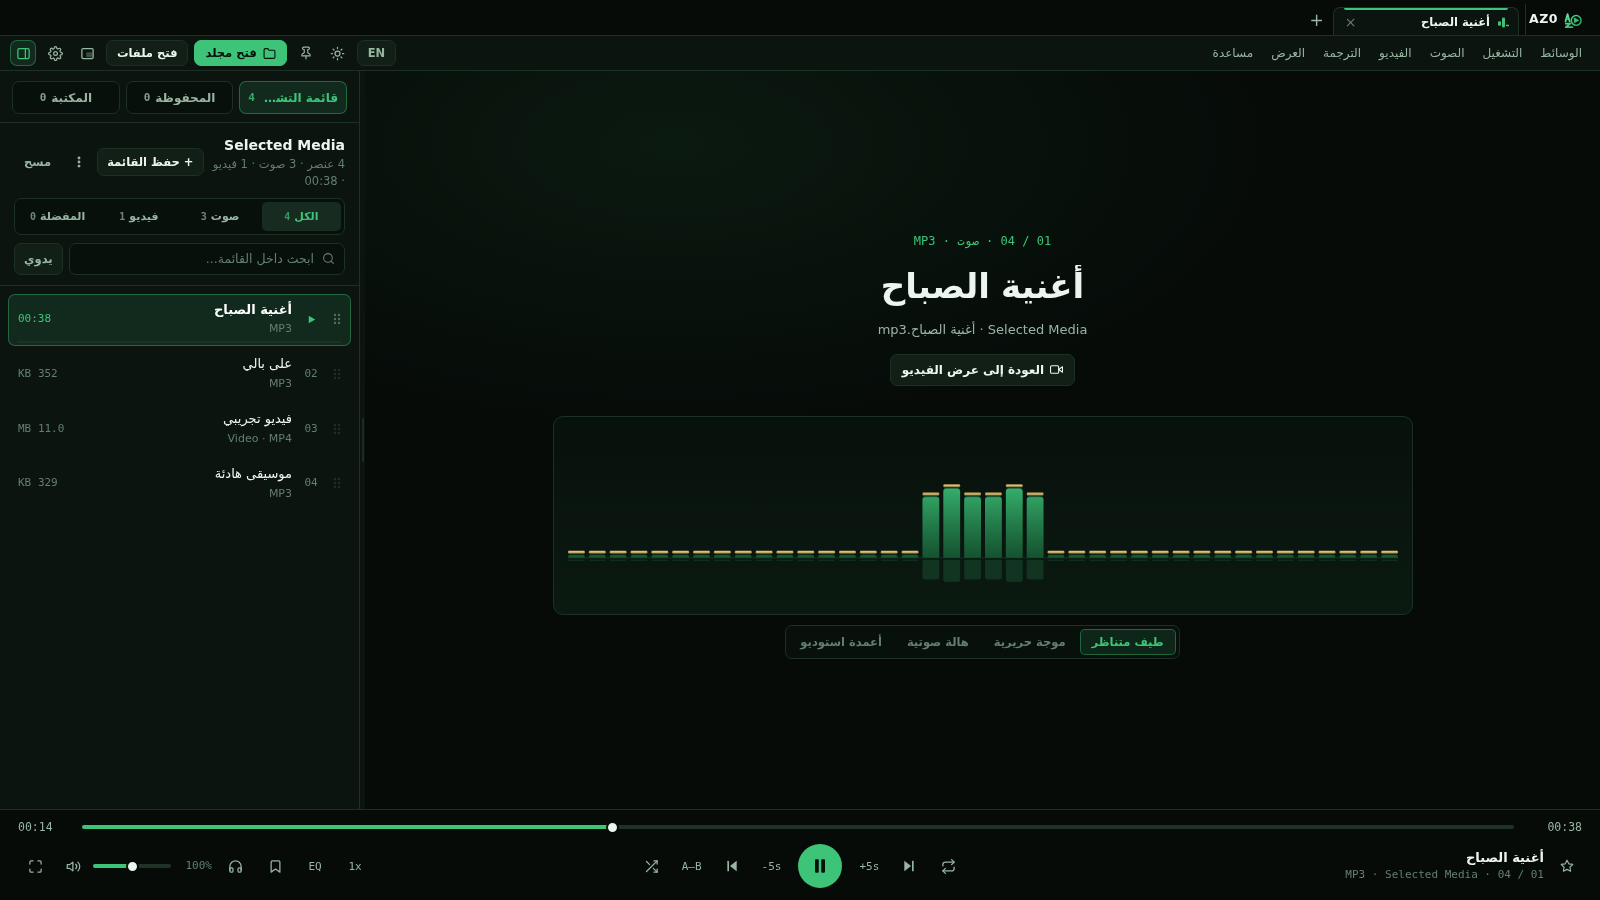 AZ0
أغنية الصباح
الوسائط
التشغيل
الصوت
الفيديو
الترجمة
العرض
مساعدة
EN
فتح مجلد
فتح ملفات
قائمة التشـ... 4
المحفوظة 0
المكتبة 0
Selected Media
4 عنصر · 3 صوت · 1 فيديو
· 00:38
+ حفظ القائمة
مسح
الكل 4
صوت 3
فيديو 1
المفضلة 0
ابحث داخل القائمة...
يدوي
أغنية الصباح
MP3
00:38
02
على بالي
MP3
352 KB
03
فيديو تجريبي
Video · MP4
11.0 MB
04
موسيقى هادئة
MP3
329 KB
01 / 04 · صوت · MP3
أغنية الصباح
Selected Media · أغنية الصباح.mp3
العودة إلى عرض الفيديو
طيف متناظر
موجة حريرية
هالة صوتية
أعمدة استوديو
00:14
00:38
أغنية الصباح
MP3 · Selected Media · 04 / 01
+5s
-5s
A–B
1x
EQ
100%